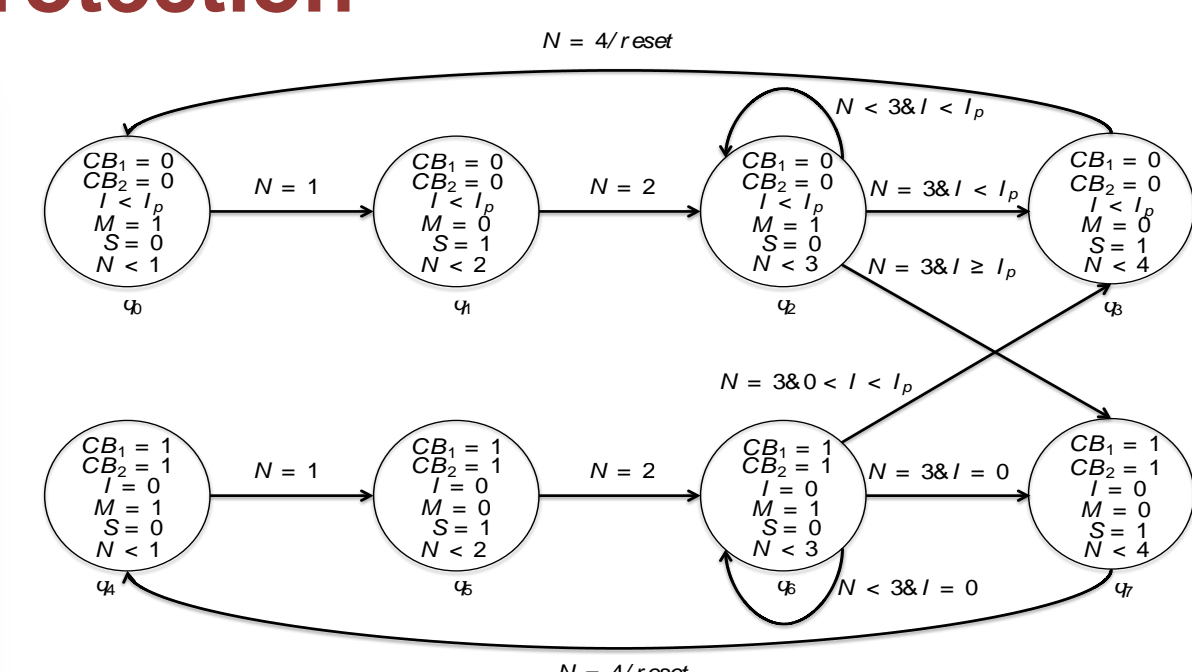 N = 4/reset
N < 3&I < Iₚ
CB₁ = 0
CB₂ = 0
I < Iₚ
M = 1
S = 0
N < 1
q₀
N = 1
CB₁ = 0
CB₂ = 0
I < Iₚ
M = 0
S = 1
N < 2
q₁
N = 2
CB₁ = 0
CB₂ = 0
I < Iₚ
M = 1
S = 0
N < 3
q₂
N = 3&I < Iₚ
N = 3&I ≥ Iₚ
CB₁ = 0
CB₂ = 0
I < Iₚ
M = 0
S = 1
N < 4
q₃
N = 3&0 < I < Iₚ
CB₁ = 1
CB₂ = 1
I = 0
M = 1
S = 0
N < 1
q₄
N = 1
CB₁ = 1
CB₂ = 1
I = 0
M = 0
S = 1
N < 2
q₅
N = 2
CB₁ = 1
CB₂ = 1
I = 0
M = 1
S = 0
N < 3
q₆
N = 3&I = 0
N < 3&I = 0
CB₁ = 1
CB₂ = 1
I = 0
M = 0
S = 1
N < 4
q₇
N = 4/reset